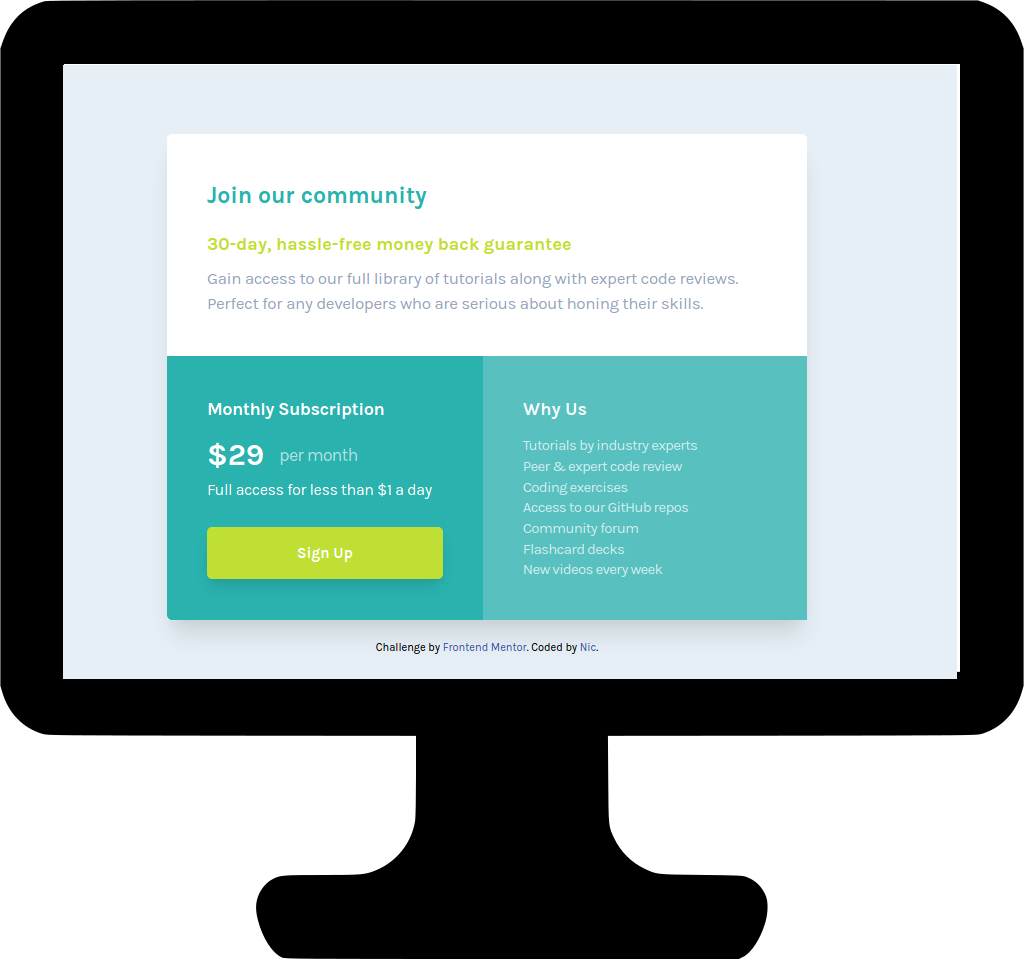 Join our community
30-day, hassle-free money back guarantee
Gain access to our full library of tutorials along with expert code reviews.
Perfect for any developers who are serious about honing their skills.
Monthly Subscription
$29 per month
Full access for less than $1 a day
Sign Up
Why Us
Tutorials by industry experts
Peer & expert code review
Coding exercises
Access to our GitHub repos
Community forum
Flashcard decks
New videos every week
Challenge by Frontend Mentor. Coded by Nic.